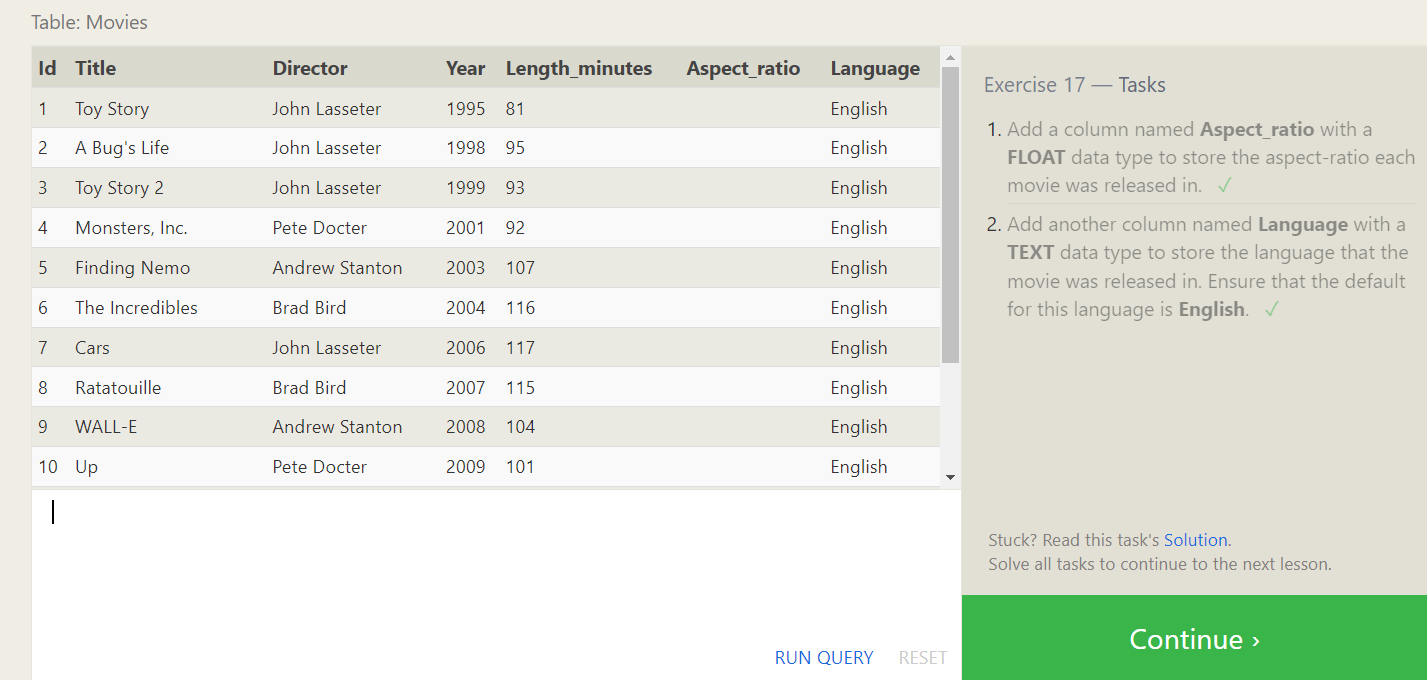 Table: Movies
Id Title Director Year Length_minutes Aspect_ratio Language
1 Toy Story John Lasseter 1995 81 English
2 A Bug's Life John Lasseter 1998 95 English
3 Toy Story 2 John Lasseter 1999 93 English
4 Monsters, Inc. Pete Docter 2001 92 English
5 Finding Nemo Andrew Stanton 2003 107 English
6 The Incredibles Brad Bird 2004 116 English
7 Cars John Lasseter 2006 117 English
8 Ratatouille Brad Bird 2007 115 English
9 WALL-E Andrew Stanton 2008 104 English
10 Up Pete Docter 2009 101 English
RUN QUERY RESET
Exercise 17 — Tasks
1. Add a column named Aspect_ratio with a
FLOAT data type to store the aspect-ratio each
movie was released in. ✓
2. Add another column named Language with a
TEXT data type to store the language that the
movie was released in. Ensure that the default
for this language is English. ✓
Stuck? Read this task's Solution.
Solve all tasks to continue to the next lesson.
Continue ›